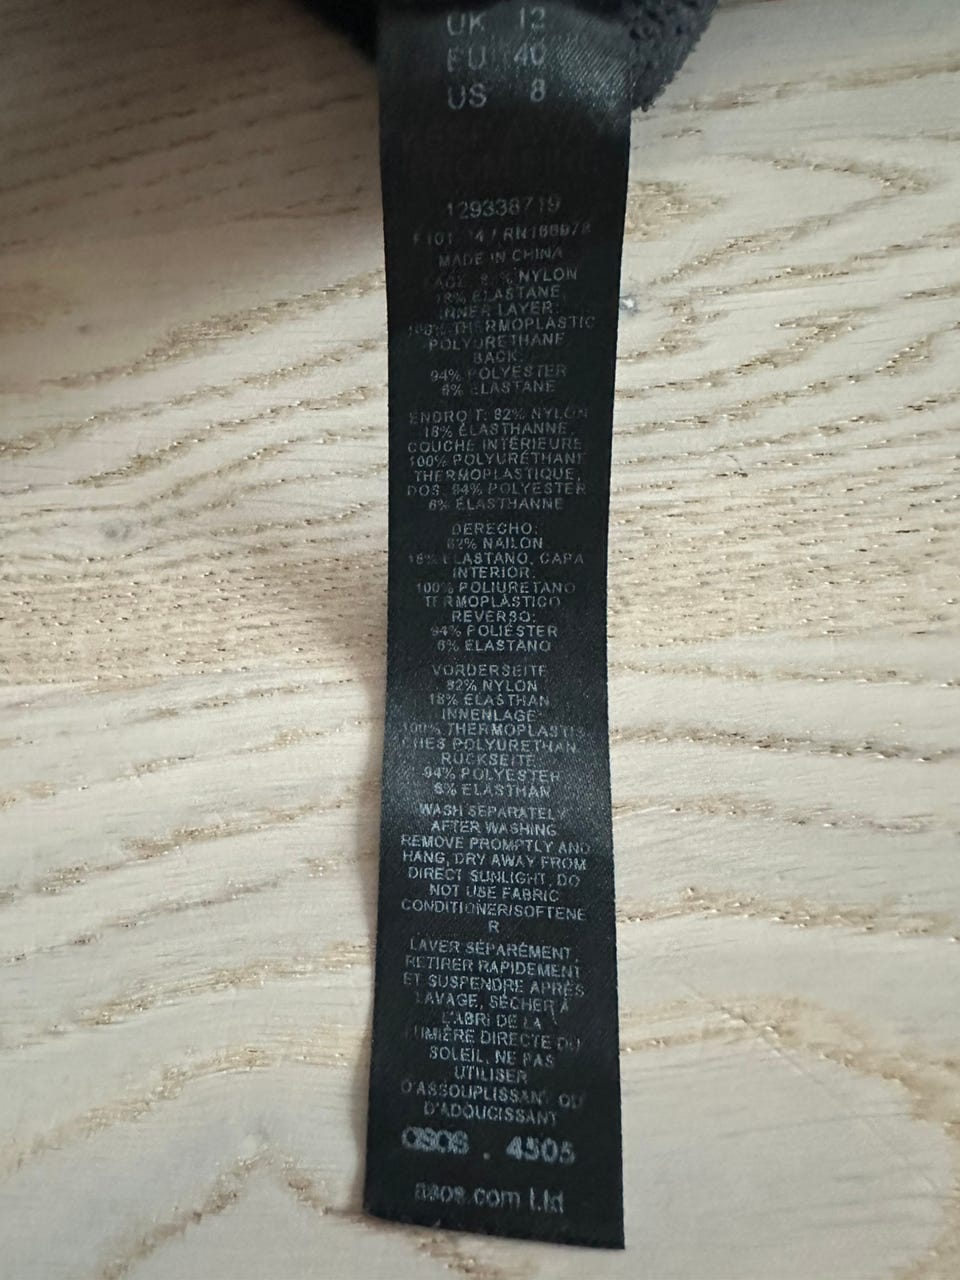 UK 12
EU 40
US 8
129338719
MADE IN CHINA
NYLON
18% ELASTANE,
INNER LAYER:
100% THERMOPLASTIC
POLYURETHANE
BACK:
94% POLYESTER
6% ELASTANE
ENDROIT: 82% NYLON
18% ÉLASTHANNE,
COUCHE INTÉRIEURE
100% POLYURÉTHANE
THERMOPLASTIQUE,
DOS: 94% POLYESTER
6% ÉLASTHANNE
DERECHO:
82% NAILON
18% ELASTANO, CAPA
INTERIOR:
100% POLIURETANO
TERMOPLÁSTICO
REVERSO:
94% POLIÉSTER
6% ELASTANO
VORDERSEITE
82% NYLON
18% ELASTHAN
INNENLAGE:
100% THERMOPLASTIS
CHES POLYURETHAN
RÜCKSEITE
94% POLYESTER
6% ELASTHAN
WASH SEPARATELY
AFTER WASHING
REMOVE PROMPTLY AND
HANG, DRY AWAY FROM
DIRECT SUNLIGHT, DO
NOT USE FABRIC
CONDITIONER/SOFTENE
R
LAVER SÉPARÉMENT,
RETIRER RAPIDEMENT
ET SUSPENDRE APRÈS
LAVAGE, SÉCHER À
L'ABRI DE LA
LUMIÈRE DIRECTE DU
SOLEIL, NE PAS
UTILISER
D'ASSOUPLISSANT OU
D'ADOUCISSANT
asos . 4505
asos.com Ltd